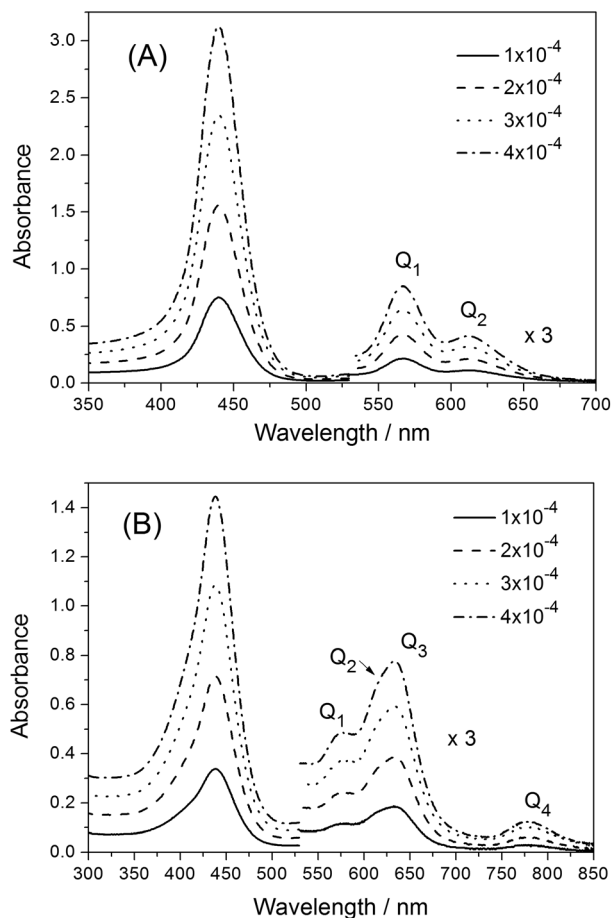 (A)
1x10⁻⁴
2x10⁻⁴
3x10⁻⁴
4x10⁻⁴
Q₁
Q₂
x 3
3.0
2.5
2.0
1.5
1.0
0.5
0.0
Absorbance
350 400 450 500 550 600 650 700
Wavelength / nm
(B)
1x10⁻⁴
2x10⁻⁴
3x10⁻⁴
4x10⁻⁴
Q₁
Q₂
Q₃
x 3
Q₄
1.4
1.2
1.0
0.8
0.6
0.4
0.2
0.0
Absorbance
300 350 400 450 500 550 600 650 700 750 800 850
Wavelength / nm